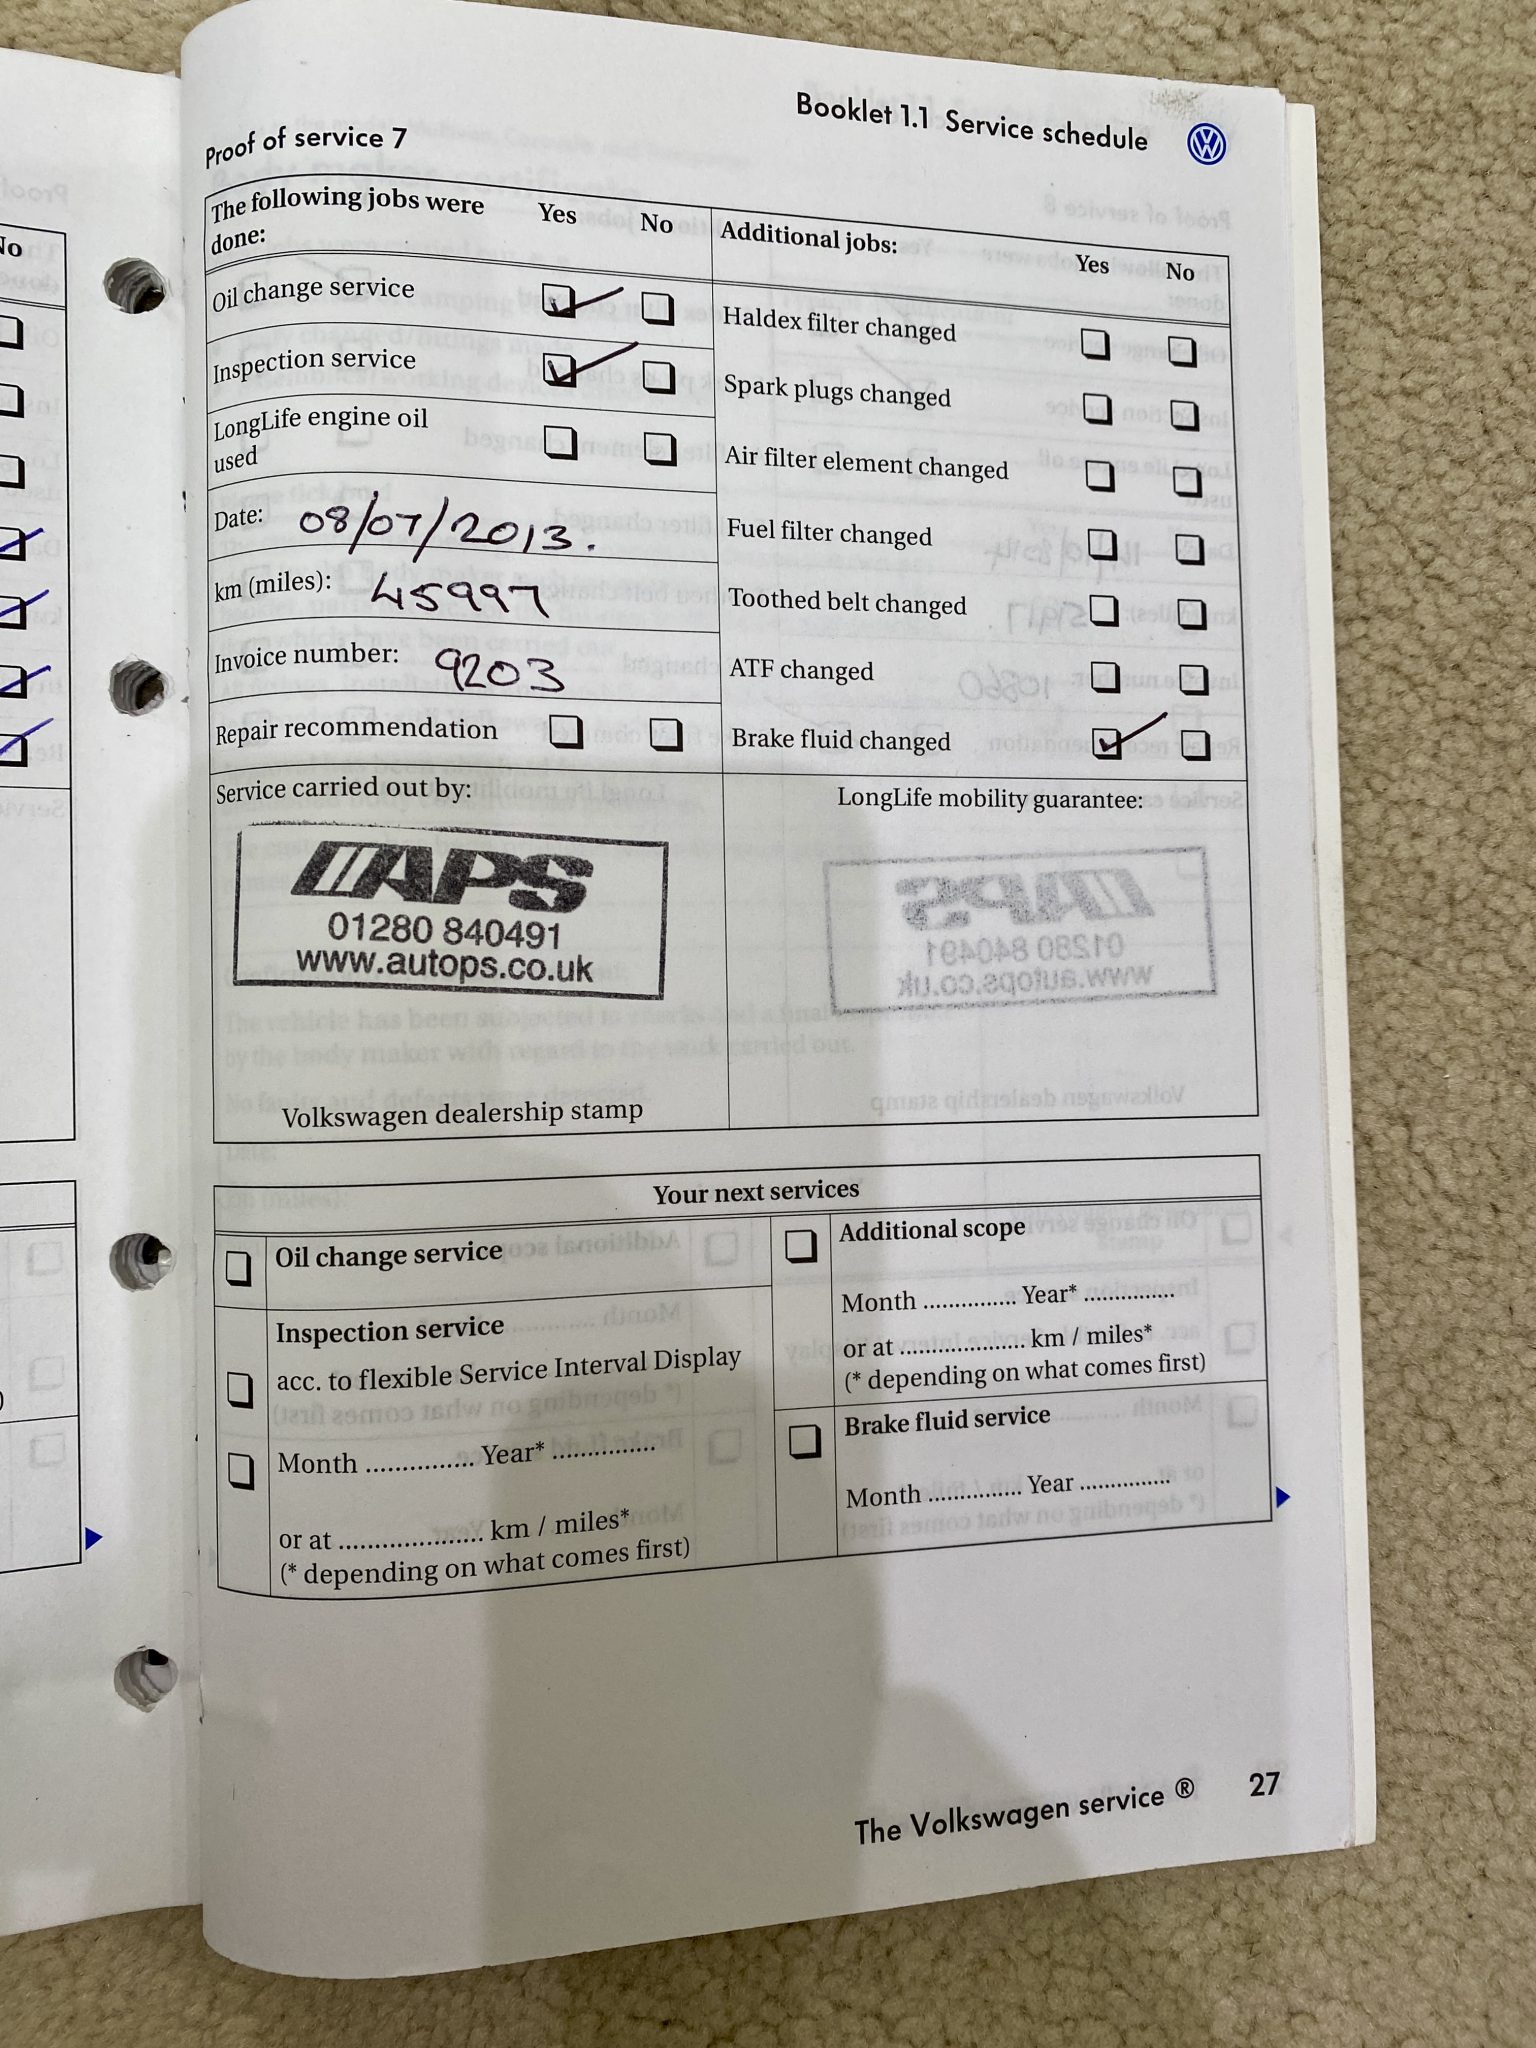 No
Booklet 1.1 Service schedule
Proof of service 7
The following jobs were done: Yes No
Oil change service
Inspection service
LongLife engine oil
used
Date: 08/07/2013.
km (miles): 45997
Invoice number: 9203
Repair recommendation
Additional jobs: Yes No
Haldex filter changed
Spark plugs changed
Air filter element changed
Fuel filter changed
Toothed belt changed
ATF changed
Brake fluid changed
Service carried out by:
APS
01280 840491
www.autops.co.uk
Volkswagen dealership stamp
LongLife mobility guarantee:
Your next services
Oil change service
Inspection service
acc. to flexible Service Interval Display
Month ............... Year* ...............
or at .................... km / miles*
(* depending on what comes first)
Additional scope
Month .............. Year* ..............
or at .................... km / miles*
(* depending on what comes first)
Brake fluid service
Month .............. Year ..............
The Volkswagen service ® 27